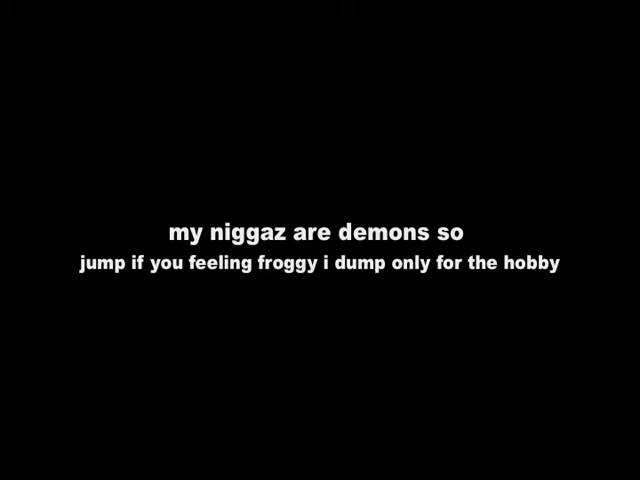 my niggaz are demons so
jump if you feeling froggy i dump only for the hobby